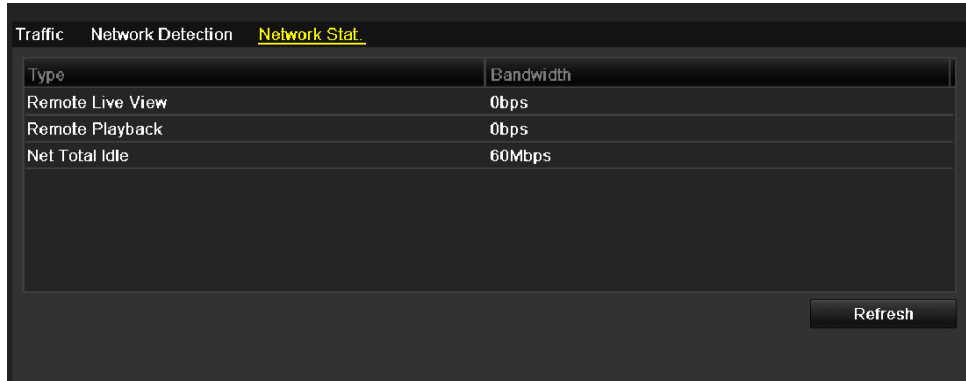 Traffic Network Detection Network Stat.
Type Bandwidth
Remote Live View 0bps
Remote Playback 0bps
Net Total Idle 60Mbps
Refresh